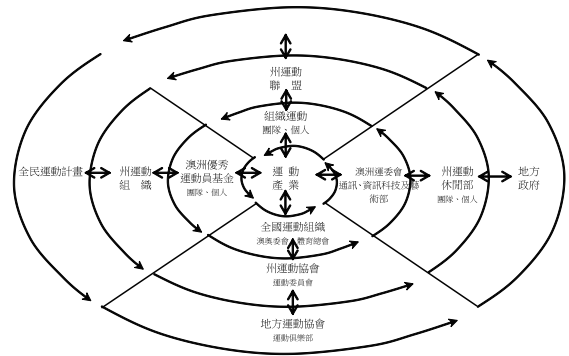 州運動
聯 盟
組織運動
團隊、個人
全民運動計畫
州運動
組 織
澳洲優秀
運動員基金
團隊、個人
運 動
產 業
澳洲運委會
通訊、資訊科技及聯
術部
州運動
休閒部
團隊、個人
地方
政府
全國運動組織
澳奧委會、體育總會
州運動協會
運動委員會
地方運動協會
運動俱樂部